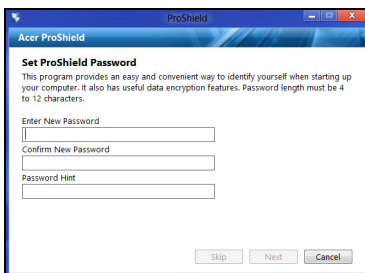 ProShield
Acer ProShield
Set ProShield Password
This program provides an easy and convenient way to identify yourself when starting up
your computer. It also has useful data encryption features. Password length must be 4
to 12 characters.
Enter New Password
Confirm New Password
Password Hint
Skip
Next
Cancel